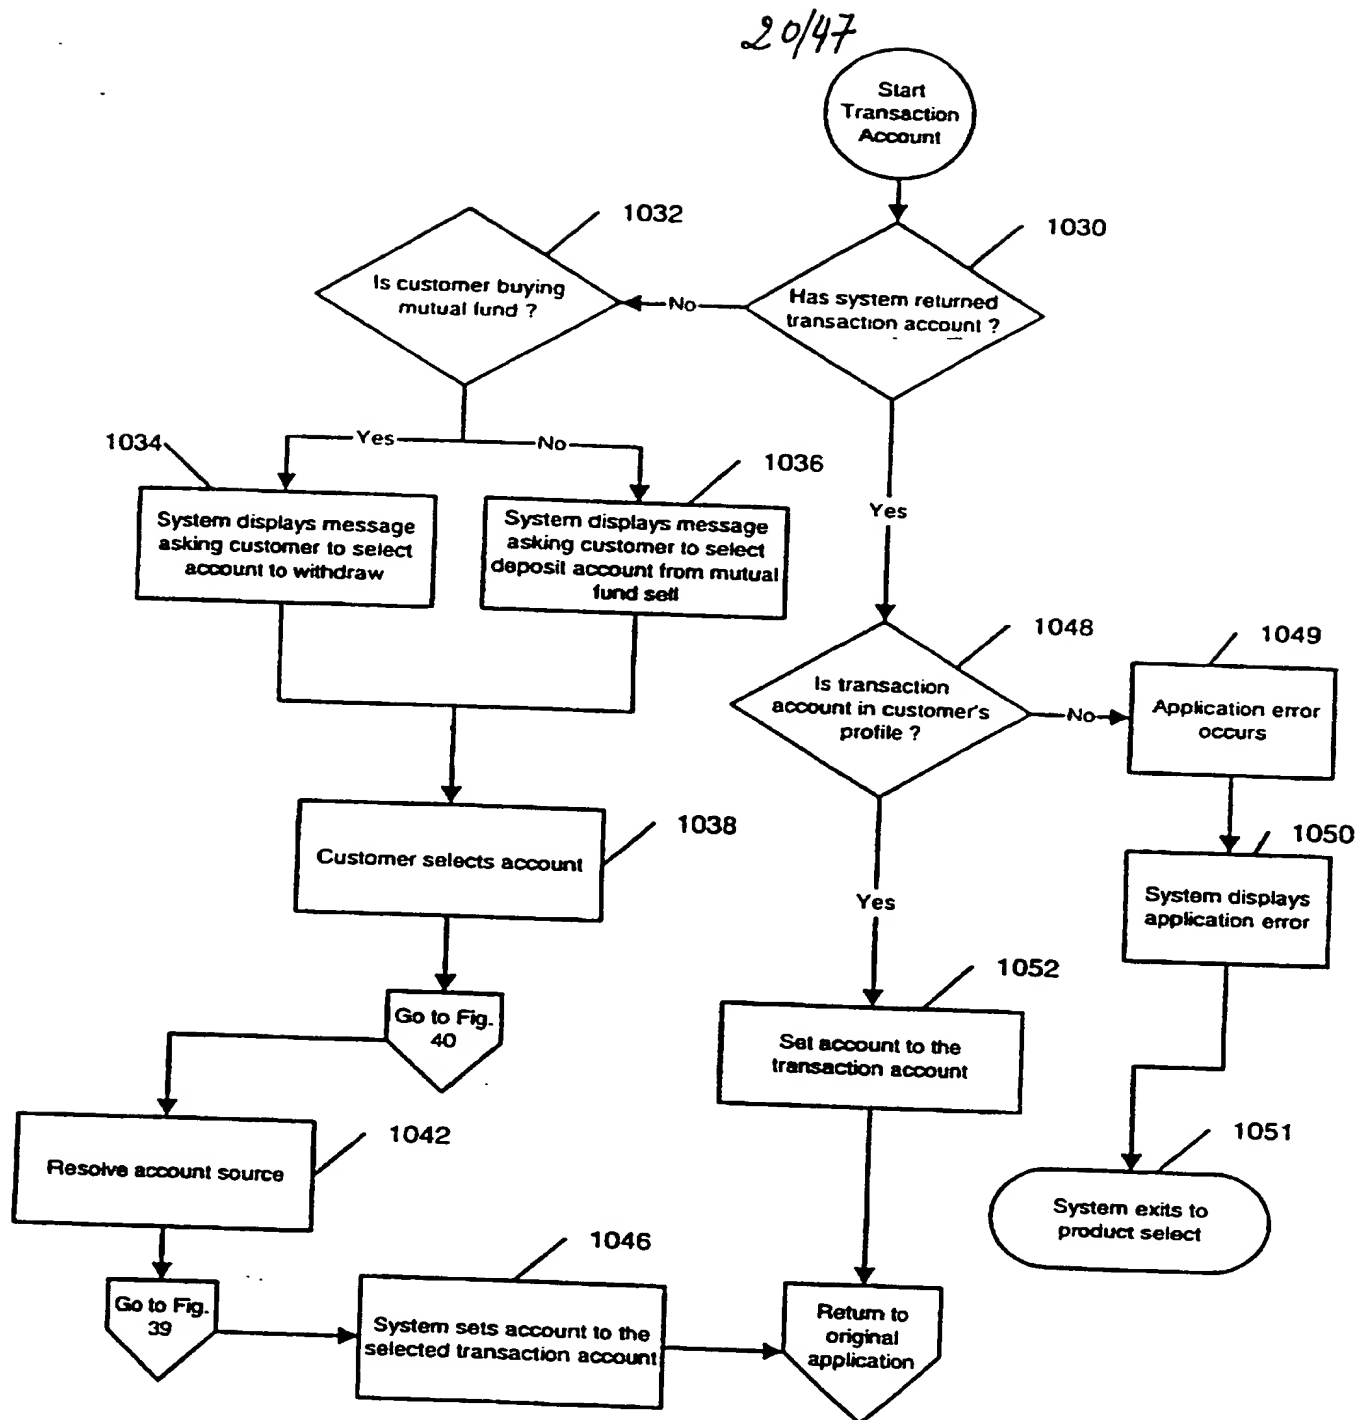 20/47
Start
Transaction
Account
1032
1030
Is customer buying
mutual fund ?
No
Has system returned
transaction account ?
1034
Yes
No
1036
Yes
System displays message
asking customer to select
account to withdraw
System displays message
asking customer to select
deposit account from mutual
fund sell
1048
1049
Is transaction
account in customer's
profile ?
No
Application error
occurs
1038
1050
Customer selects account
Yes
System displays
application error
1052
Go to Fig.
40
Set account to the
transaction account
1042
1051
Resolve account source
System exits to
product select
1046
Go to Fig.
39
System sets account to the
selected transaction account
Return to
original
application